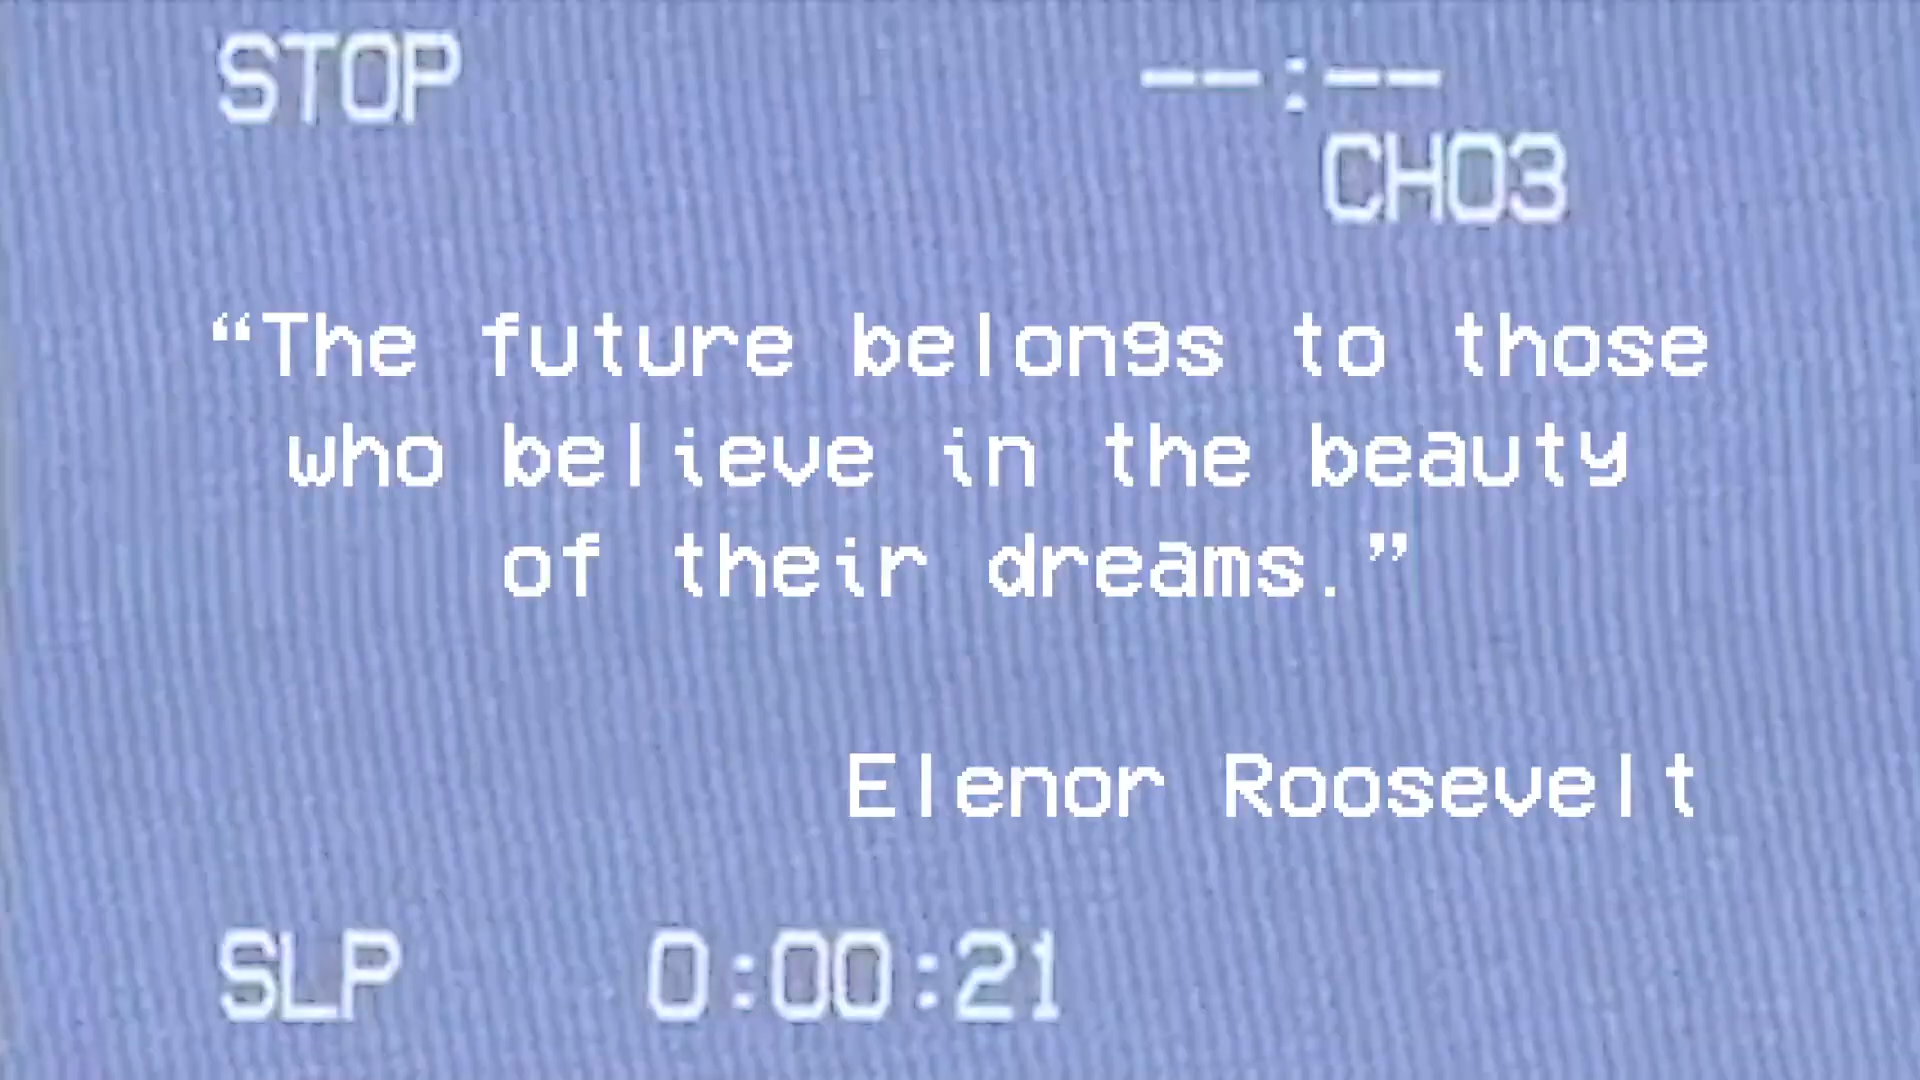 STOP
--:--
CH03
“The future belongs to those
who believe in the beauty
of their dreams.”
Elenor Roosevelt
SLP 0:00:21